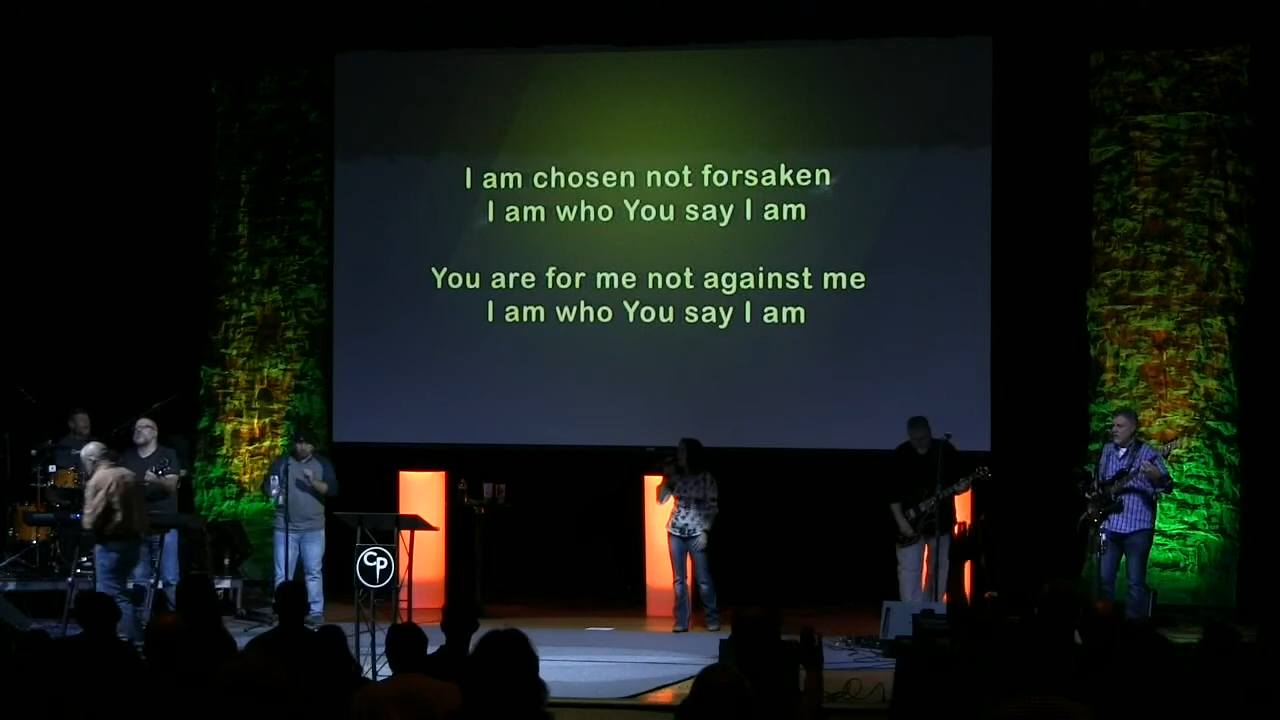 I am chosen not forsaken
I am who You say I am
You are for me not against me
I am who You say I am
CP